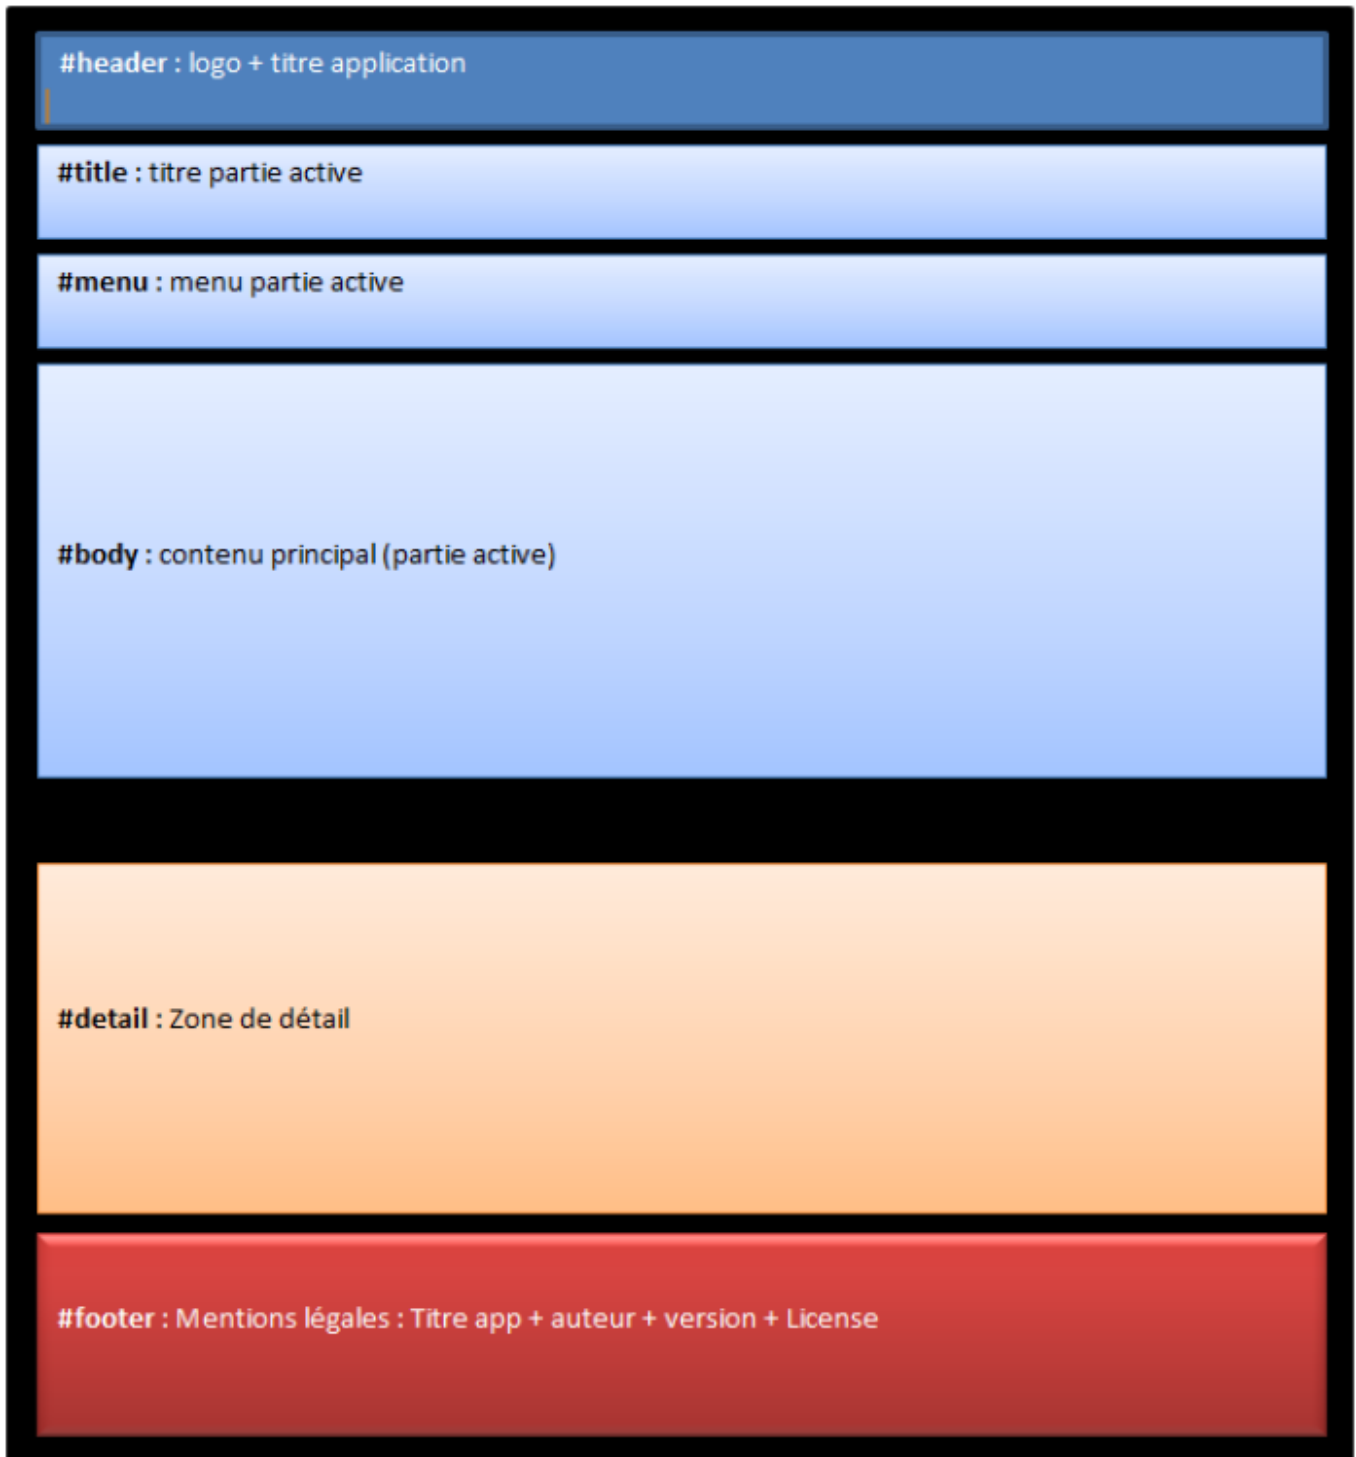 #header : logo + titre application
#title : titre partie active
#menu : menu partie active
#body : contenu principal (partie active)
#detail : Zone de détail
#footer : Mentions légales : Titre app + auteur + version + License